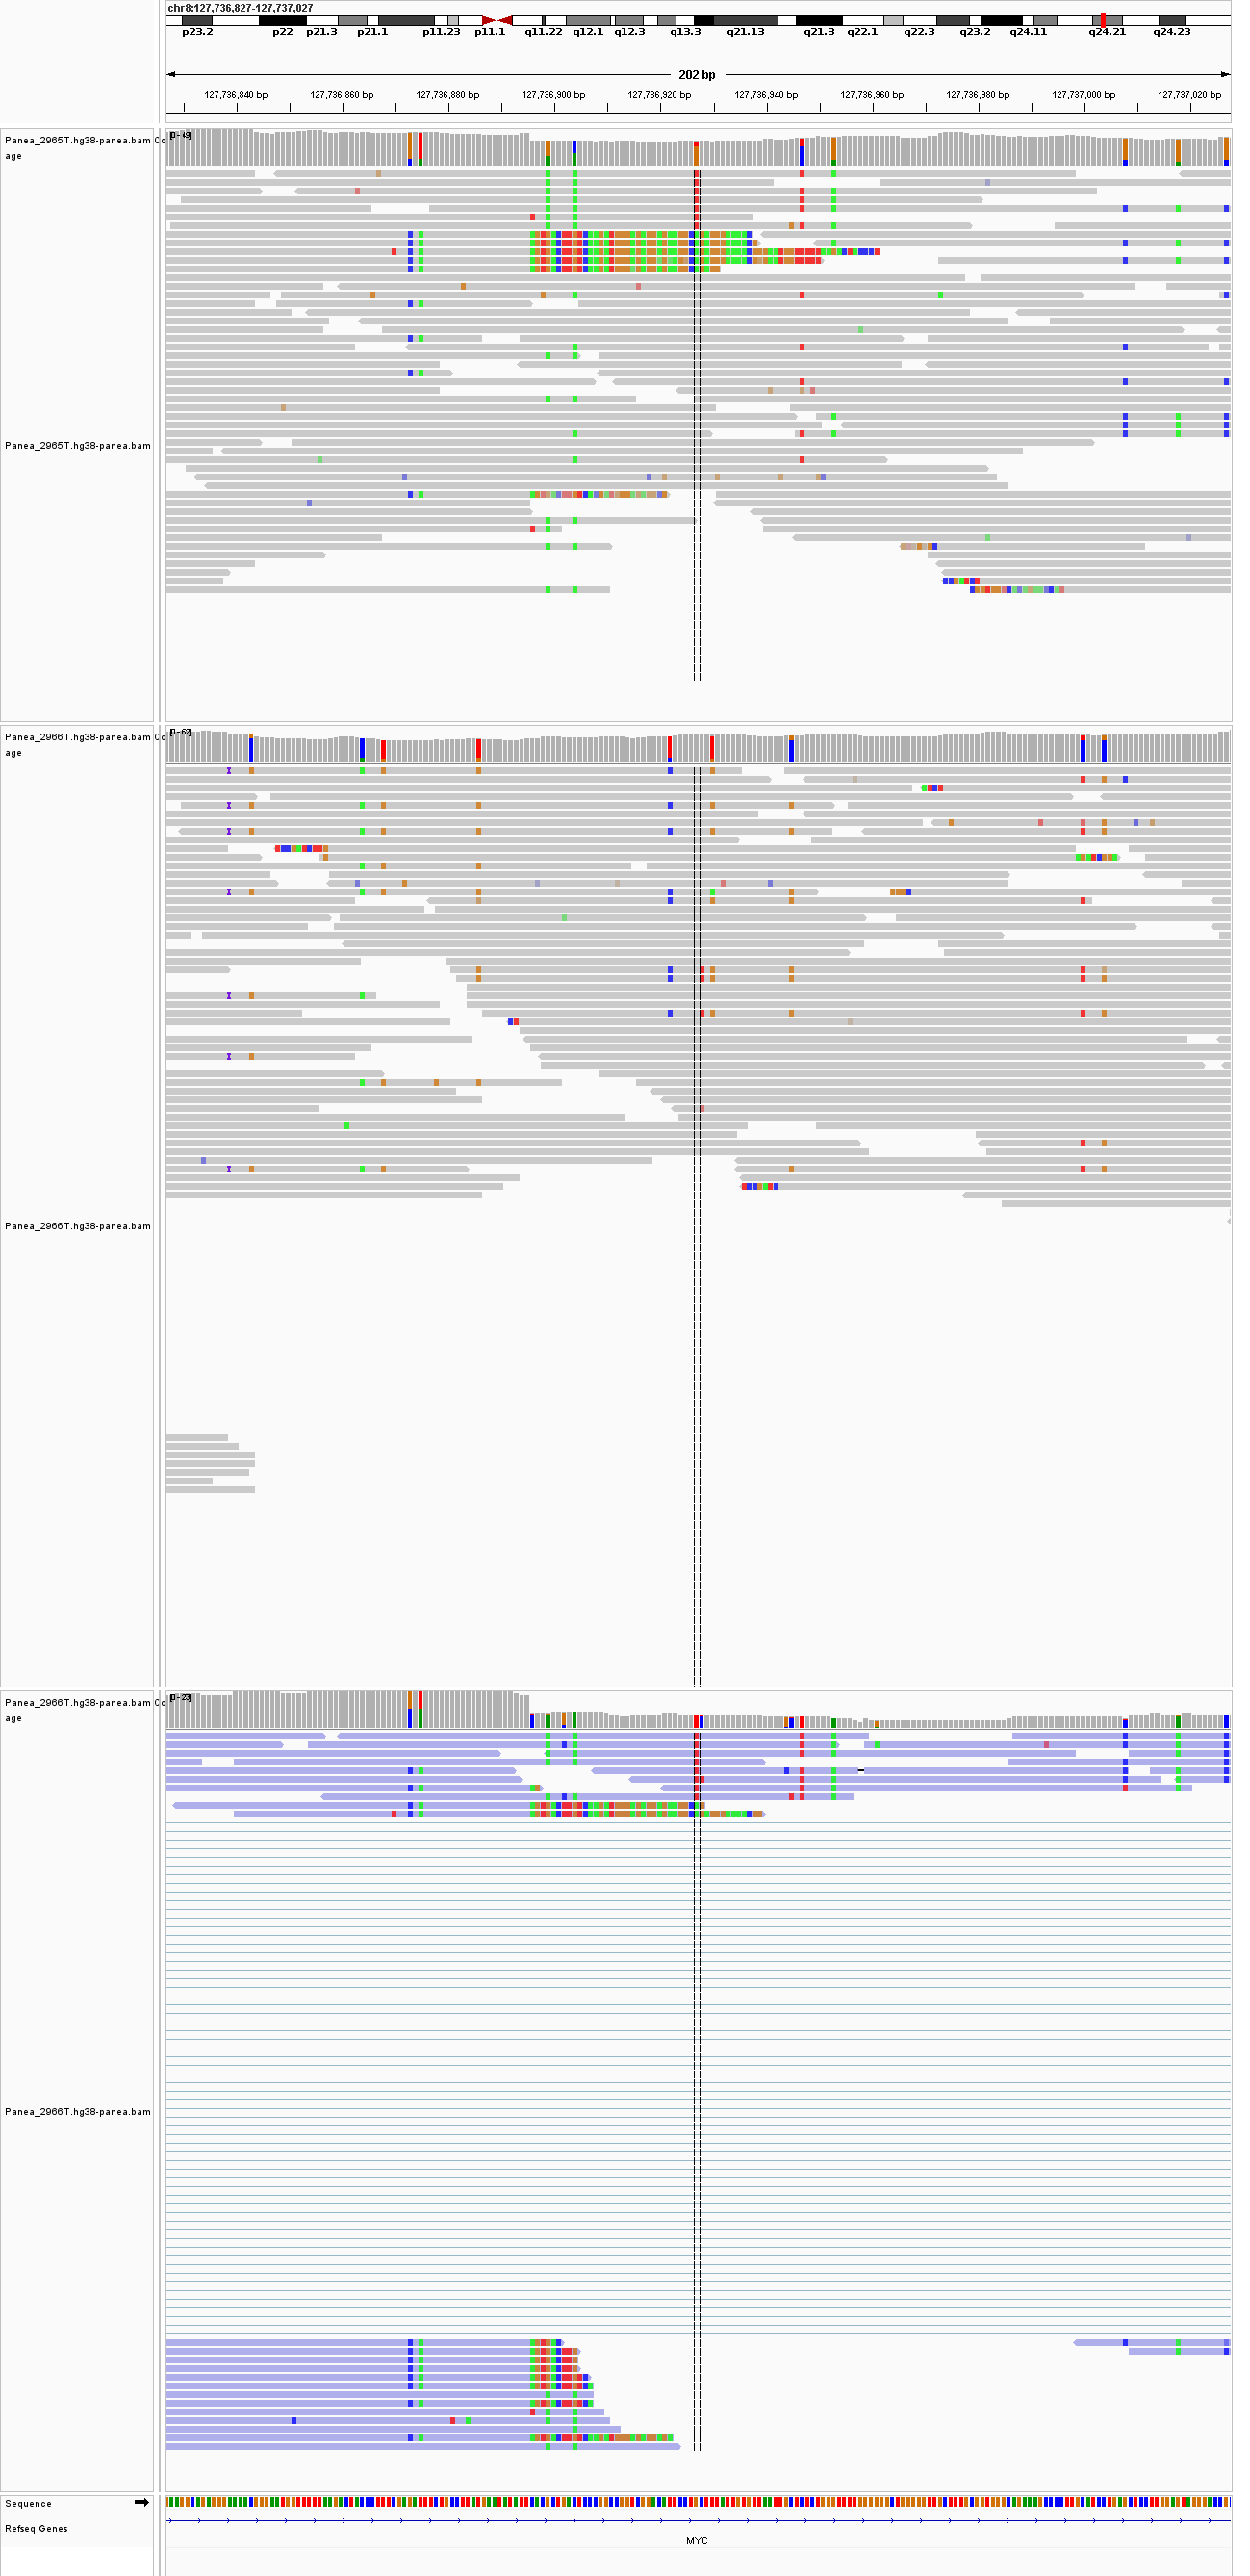 chr8:127,736,827-127,737,027
p23.2 p22 p21.3 p21.1 p11.23 p11.1 q11.22 q12.1 q12.3 q13.3 q21.13 q21.3 q22.1 q22.3 q23.2 q24.11 q24.21 q24.23
202 bp
127,736,840 bp 127,736,860 bp 127,736,880 bp 127,736,900 bp 127,736,920 bp 127,736,940 bp 127,736,960 bp 127,736,980 bp 127,737,000 bp 127,737,020 bp
Panea_2965T.hg38-panea.bam Co
age
Panea_2965T.hg38-panea.bam
Panea_2966T.hg38-panea.bam Co
age
Panea_2966T.hg38-panea.bam
Panea_2966T.hg38-panea.bam Co
age
Panea_2966T.hg38-panea.bam
Sequence
Refseq Genes
MYC